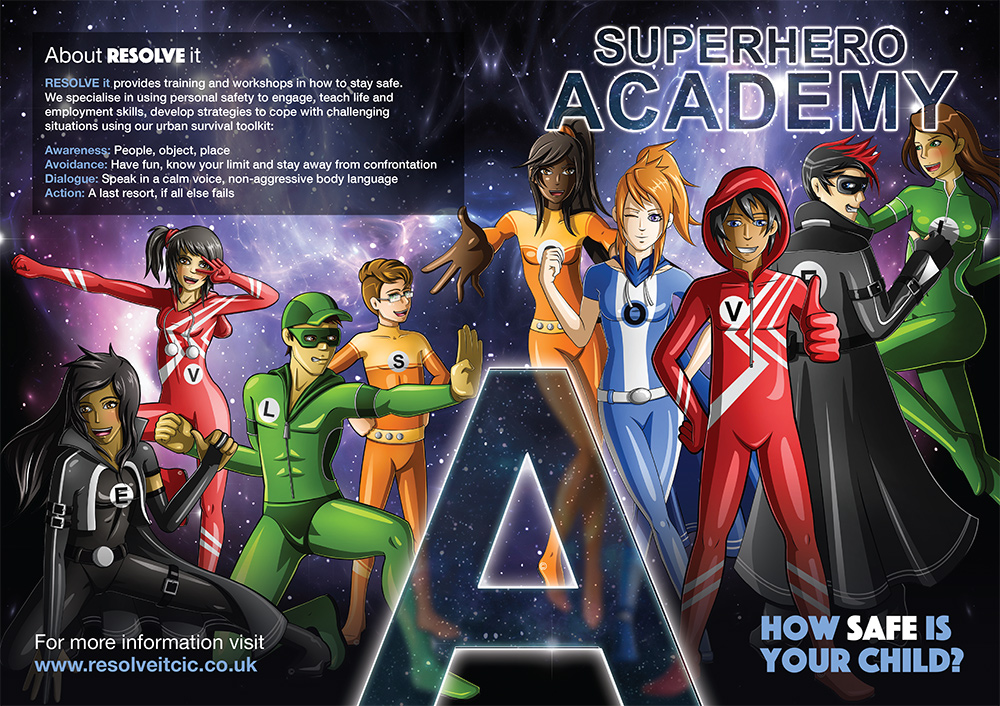 About RESOLVE it
RESOLVE it provides training and workshops in how to stay safe.
We specialise in using personal safety to engage, teach life and
employment skills, develop strategies to cope with challenging
situations using our urban survival toolkit:
Awareness: People, object, place
Avoidance: Have fun, know your limit and stay away from confrontation
Dialogue: Speak in a calm voice, non-aggressive body language
Action: A last resort, if all else fails
For more information visit
www.resolveitcic.co.uk
SUPERHERO
ACADEMY
E
V
L
S
O
V
A
HOW SAFE IS
YOUR CHILD?